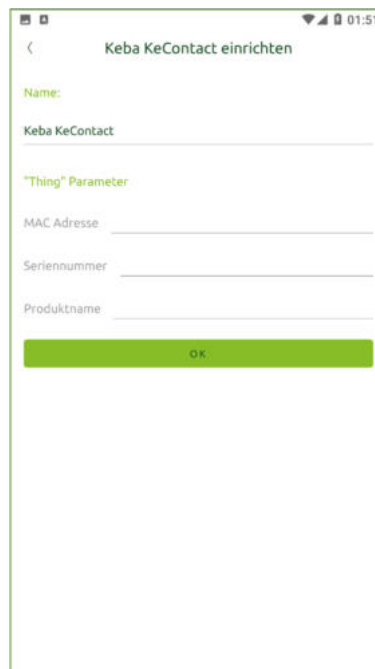 01:51
Keba KeContact einrichten
Name:
Keba KeContact
"Thing" Parameter
MAC Adresse
Seriennummer
Produktname
OK